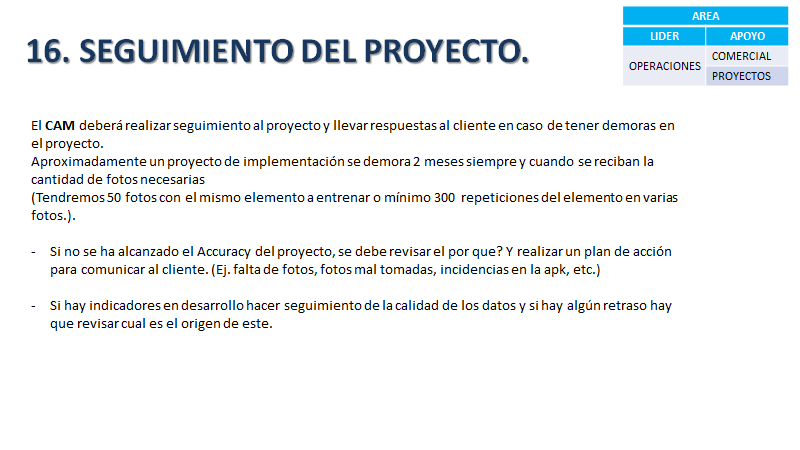 16. SEGUIMIENTO DEL PROYECTO.
AREA
LIDER APOYO
OPERACIONES COMERCIAL
PROYECTOS
El CAM deberá realizar seguimiento al proyecto y llevar respuestas al cliente en caso de tener demoras en
el proyecto.
Aproximadamente un proyecto de implementación se demora 2 meses siempre y cuando se reciban la
cantidad de fotos necesarias
(Tendremos 50 fotos con el mismo elemento a entrenar o mínimo 300 repeticiones del elemento en varias
fotos.).
- Si no se ha alcanzado el Accuracy del proyecto, se debe revisar el por que? Y realizar un plan de acción
para comunicar al cliente. (Ej. falta de fotos, fotos mal tomadas, incidencias en la apk, etc.)
- Si hay indicadores en desarrollo hacer seguimiento de la calidad de los datos y si hay algún retraso hay
que revisar cual es el origen de este.